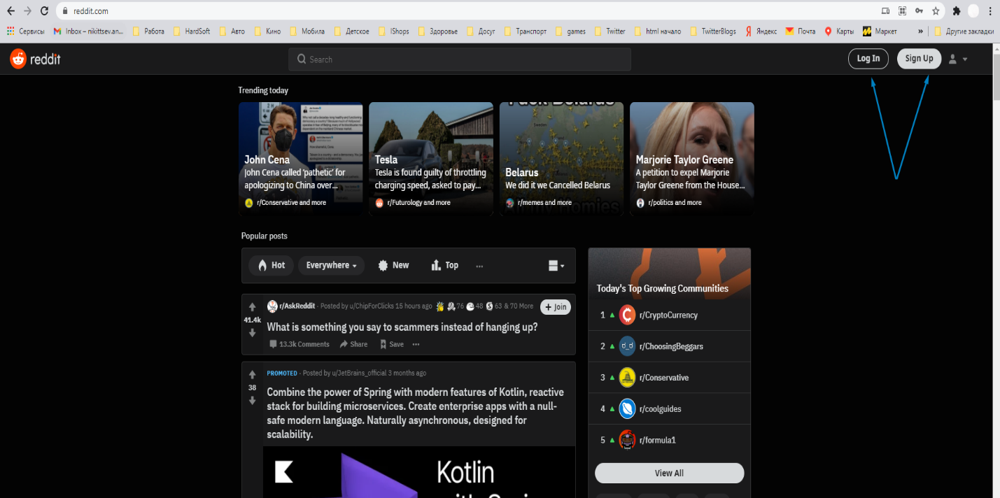 reddit.com
Сервисы
Inbox – nikittsev.an...
Работа
HardSoft
Авто
Кино
Мобила
Детское
IShops
Здоровье
Досуг
Транспорт
games
Twitter
html начало
TwitterBlogs
Яндекс
Почта
Карты
Маркет
»
Другие закладки
reddit
Search
Log In
Sign Up
Trending today
John Cena
John Cena called 'pathetic' for
apologizing to China over...
r/Conservative and more
Tesla
Tesla is found guilty of throttling
charging speed, asked to pay...
r/Futurology and more
Belarus
We did it we Cancelled Belarus
r/memes and more
Marjorie Taylor Greene
A petition to expel Marjorie
Taylor Greene from the House...
r/politics and more
Popular posts
Hot
Everywhere
New
Top
...
Today's Top Growing Communities
1 r/CryptoCurrency
2 r/ChoosingBeggars
3 r/Conservative
4 r/coolguides
5 r/formula1
View All
41.4k
r/AskReddit · Posted by u/ChipForClicks 16 hours ago 76 48 63 & 70 More
+ Join
What is something you say to scammers instead of hanging up?
13.3k Comments
Share
Save
...
38
PROMOTED · Posted by u/JetBrains_official 3 months ago
Combine the power of Spring with modern features of Kotlin, reactive
stack for building microservices. Create enterprise apps with a null-
safe modern language. Naturally asynchronous, designed for
scalability.
Kotlin